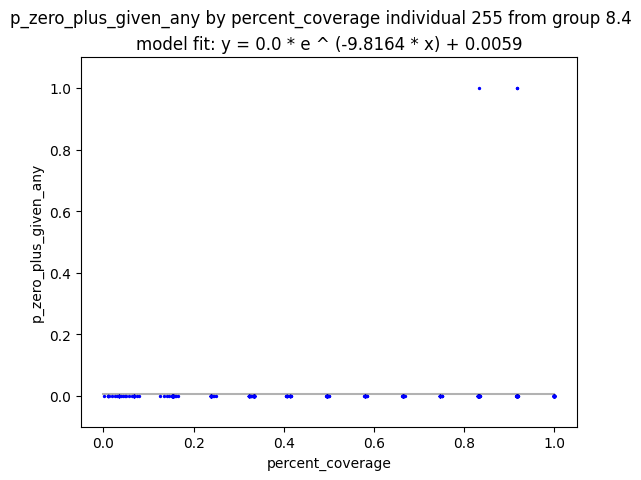 p_zero_plus_given_any by percent_coverage individual 255 from group 8.4
model fit: y = 0.0 * e ^ (-9.8164 * x) + 0.0059
1.0
0.8
0.6
0.4
0.2
0.0
p_zero_plus_given_any
0.0 0.2 0.4 0.6 0.8 1.0
percent_coverage